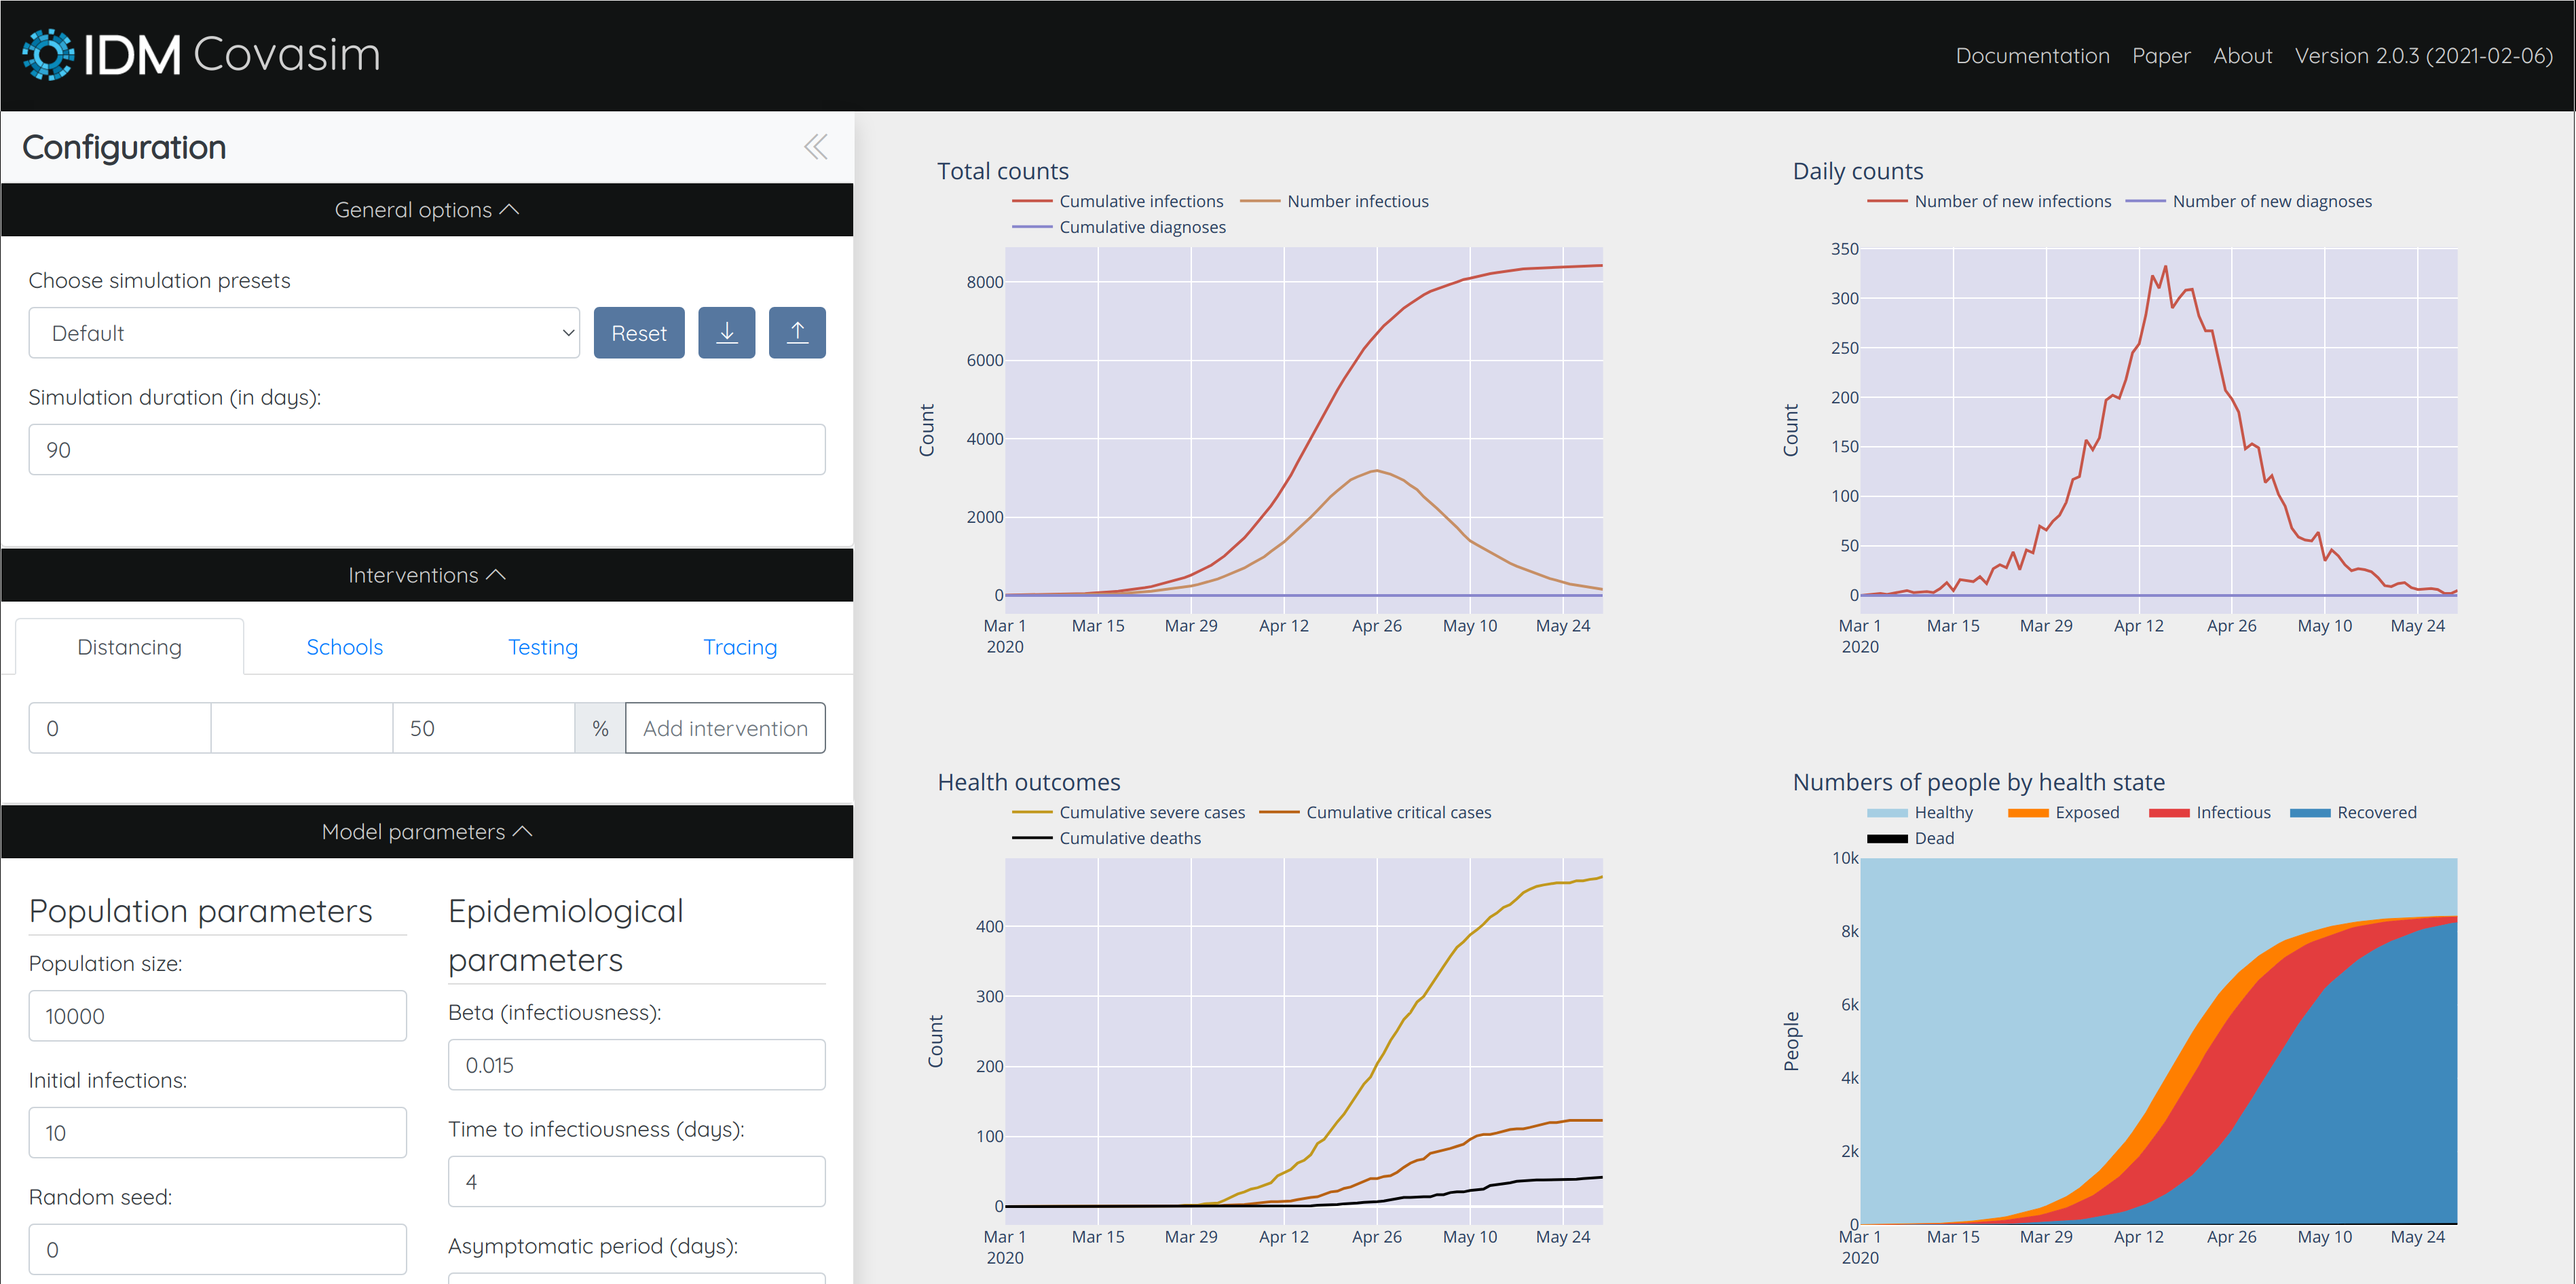 IDM Covasim
Documentation Paper About Version 2.0.3 (2021-02-06)
Configuration
General options
Choose simulation presets
Default
Reset
Simulation duration (in days):
90
Interventions
Distancing Schools Testing Tracing
0 50 % Add intervention
Model parameters
Population parameters
Population size:
10000
Initial infections:
10
Random seed:
0
Epidemiological
parameters
Beta (infectiousness):
0.015
Time to infectiousness (days):
4
Asymptomatic period (days):
Total counts
Cumulative infections Number infectious
Cumulative diagnoses
8000
6000
4000
2000
0
Count
Mar 1 Mar 15 Mar 29 Apr 12 Apr 26 May 10 May 24
2020
Daily counts
Number of new infections Number of new diagnoses
350
300
250
200
150
100
50
0
Count
Mar 1 Mar 15 Mar 29 Apr 12 Apr 26 May 10 May 24
2020
Health outcomes
Cumulative severe cases Cumulative critical cases
Cumulative deaths
400
300
200
100
0
Count
Mar 1 Mar 15 Mar 29 Apr 12 Apr 26 May 10 May 24
2020
Numbers of people by health state
Healthy Exposed Infectious Recovered
Dead
10k
8k
6k
4k
2k
0
People
Mar 1 Mar 15 Mar 29 Apr 12 Apr 26 May 10 May 24
2020